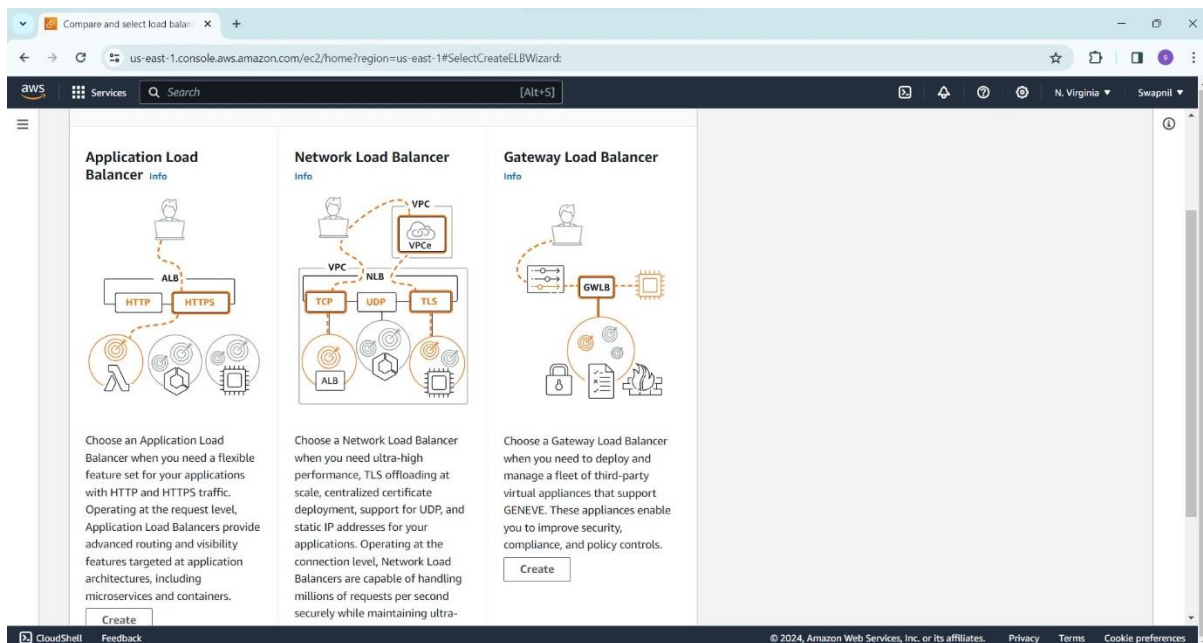 Compare and select load balan
us-east-1.console.aws.amazon.com/ec2/home?region=us-east-1#SelectCreateELBWizard:
aws
Services
Search
[Alt+S]
N. Virginia
Swapnil
Application Load
Balancer Info
ALB
HTTP
HTTPS
Choose an Application Load
Balancer when you need a flexible
feature set for your applications
with HTTP and HTTPS traffic.
Operating at the request level,
Application Load Balancers provide
advanced routing and visibility
features targeted at application
architectures, including
microservices and containers.
Create
Network Load Balancer
Info
VPC
VPCe
VPC
NLB
TCP
UDP
TLS
ALB
Choose a Network Load Balancer
when you need ultra-high
performance, TLS offloading at
scale, centralized certificate
deployment, support for UDP, and
static IP addresses for your
applications. Operating at the
connection level, Network Load
Balancers are capable of handling
millions of requests per second
securely while maintaining ultra-
Gateway Load Balancer
Info
GWLB
Choose a Gateway Load Balancer
when you need to deploy and
manage a fleet of third-party
virtual appliances that support
GENEVE. These appliances enable
you to improve security,
compliance, and policy controls.
Create
CloudShell
Feedback
© 2024, Amazon Web Services, Inc. or its affiliates.
Privacy
Terms
Cookie preferences